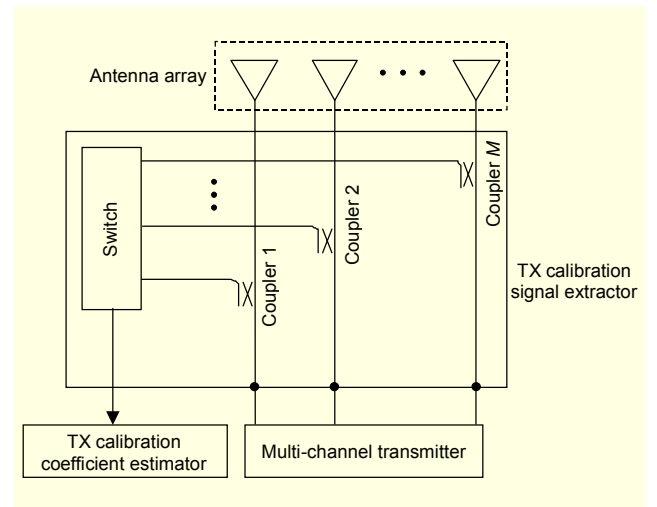 Antenna array
Switch
Coupler 1
Coupler 2
Coupler M
TX calibration
signal extractor
TX calibration
coefficient estimator
Multi-channel transmitter